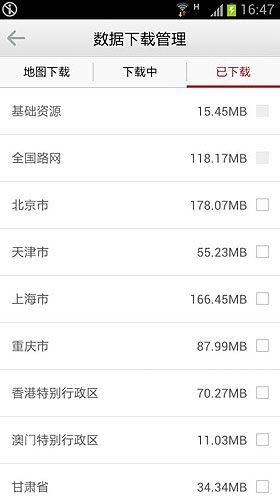 H 16:47
数据下载管理
地图下载 下载中 已下载
基础资源 15.45MB
全国路网 118.17MB
北京市 178.07MB
天津市 55.23MB
上海市 166.45MB
重庆市 87.99MB
香港特别行政区 70.27MB
澳门特别行政区 11.03MB
甘肃省 34.34MB